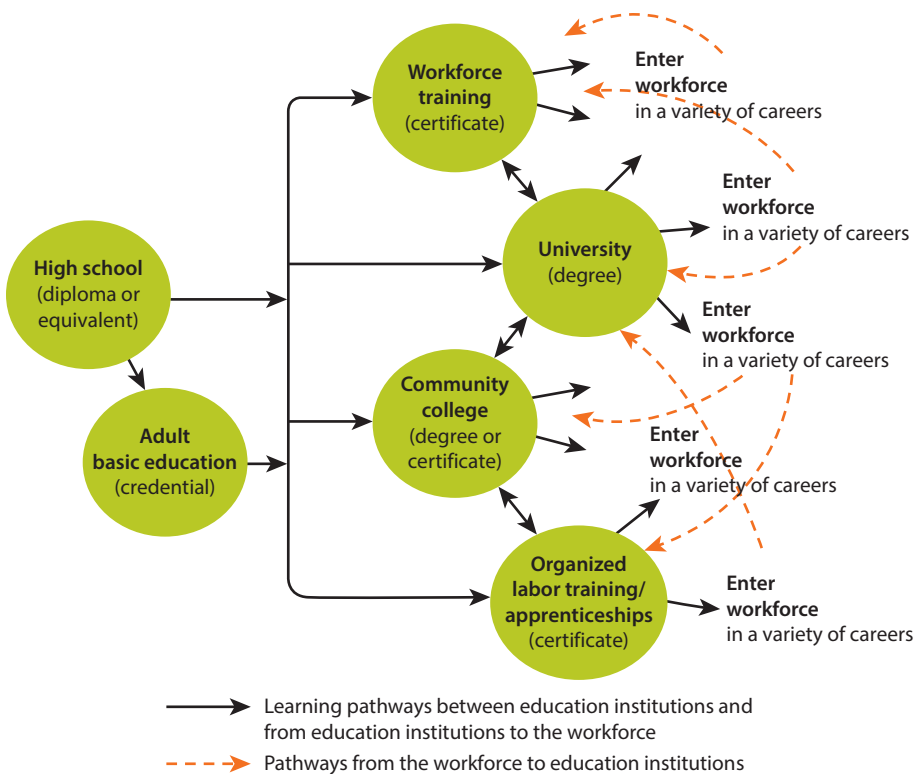 Workforce
training
(certificate)
Enter
workforce
in a variety of careers
Enter
workforce
in a variety of careers
University
(degree)
High school
(diploma or
equivalent)
Enter
workforce
in a variety of careers
Community
college
(degree or
certificate)
Adult
basic education
(credential)
Enter
workforce
in a variety of careers
Organized
labor training/
apprenticeships
(certificate)
Enter
workforce
in a variety of careers
Learning pathways between education institutions and
from education institutions to the workforce
Pathways from the workforce to education institutions